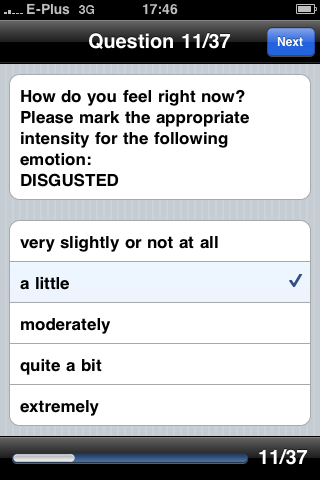 E-Plus 3G 17:46
Question 11/37
Next
How do you feel right now?
Please mark the appropriate
intensity for the following
emotion:
DISGUSTED
very slightly or not at all
a little
moderately
quite a bit
extremely
11/37